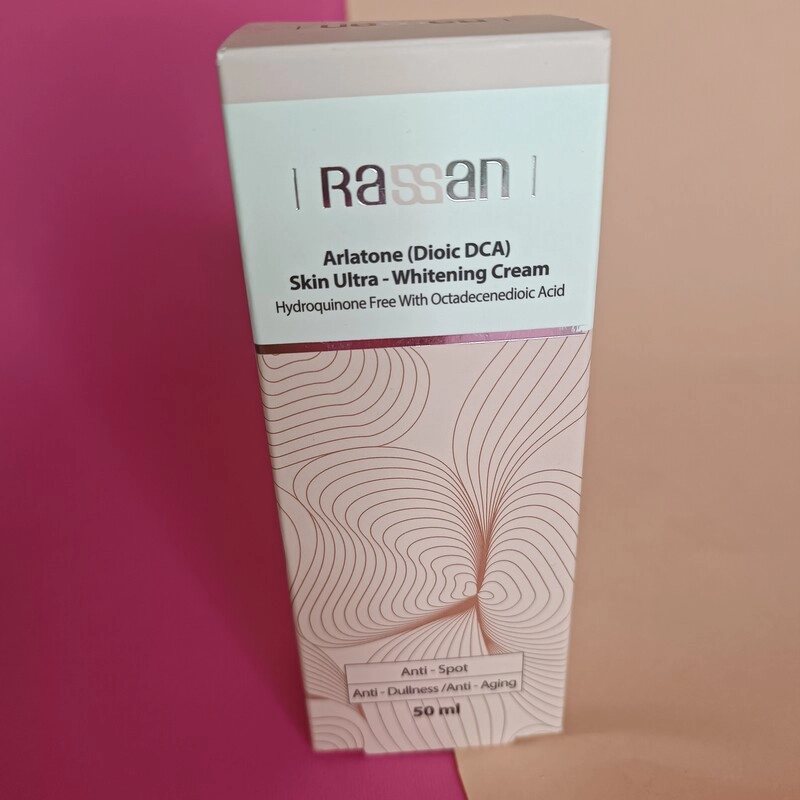 Rassan
Arlatone (Dioic DCA)
Skin Ultra - Whitening Cream
Hydroquinone Free With Octadecenedioic Acid
Anti - Spot
Anti - Dullness /Anti - Aging
50 ml